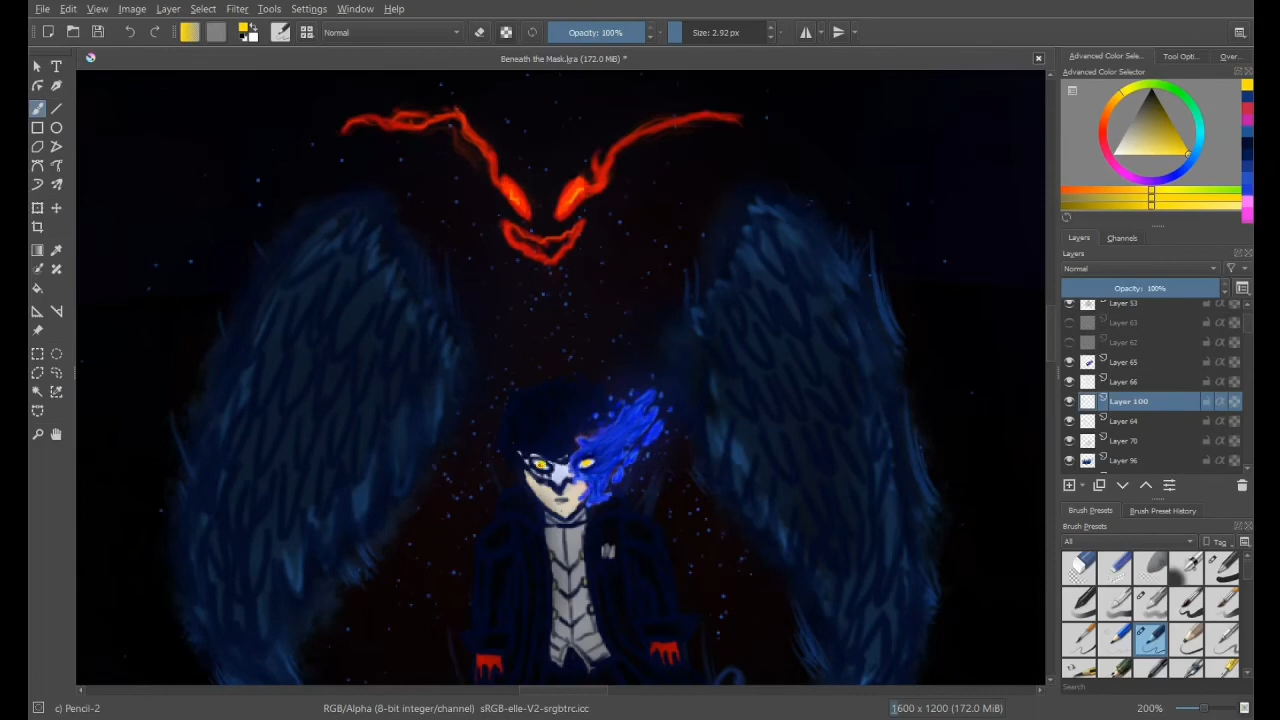 File Edit View Image Layer Select Filter Tools Settings Window Help
Normal Opacity: 100% Size: 2.92 px
Beneath the Mask.kra (172.0 MiB) *
Advanced Color Sele... Tool Opti... Over...
Advanced Color Selector
Layers Channels
Layers
Normal
Opacity: 100%
Layer 53
Layer 63
Layer 62
Layer 65
Layer 66
Layer 100
Layer 64
Layer 70
Layer 96
Brush Presets Brush Preset History
Brush Presets
All Tag
Search
c) Pencil-2 RGB/Alpha (8-bit integer/channel) sRGB-elle-V2-srgbtrc.icc 1600 x 1200 (172.0 MiB) 200%